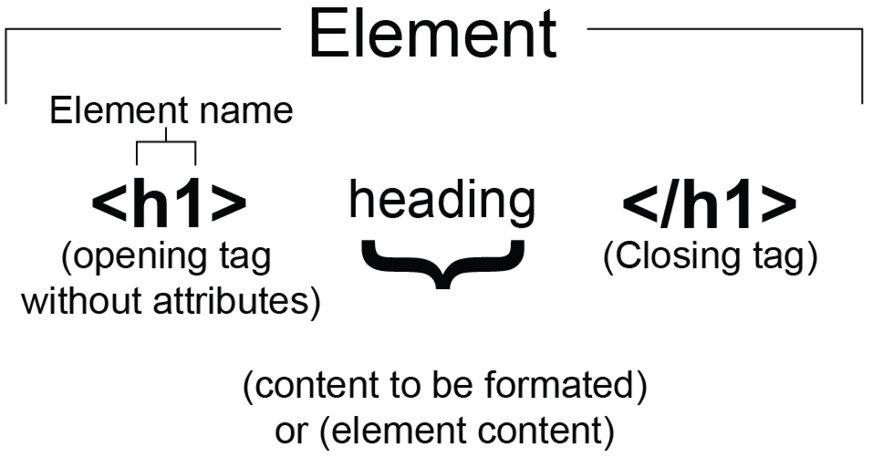 Element
Element name
<h1> heading </h1>
(opening tag
without attributes)
(Closing tag)
(content to be formated)
or (element content)